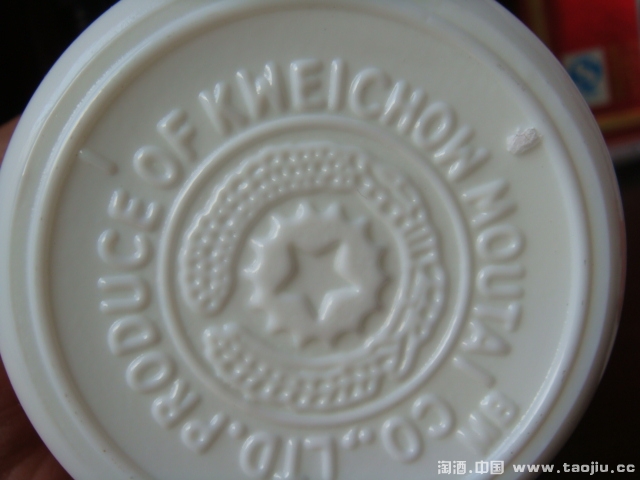 PRODUCE OF KWEICHOW MOUTAI CO.,LTD.
淘酒.中国 www.taojiu.cc